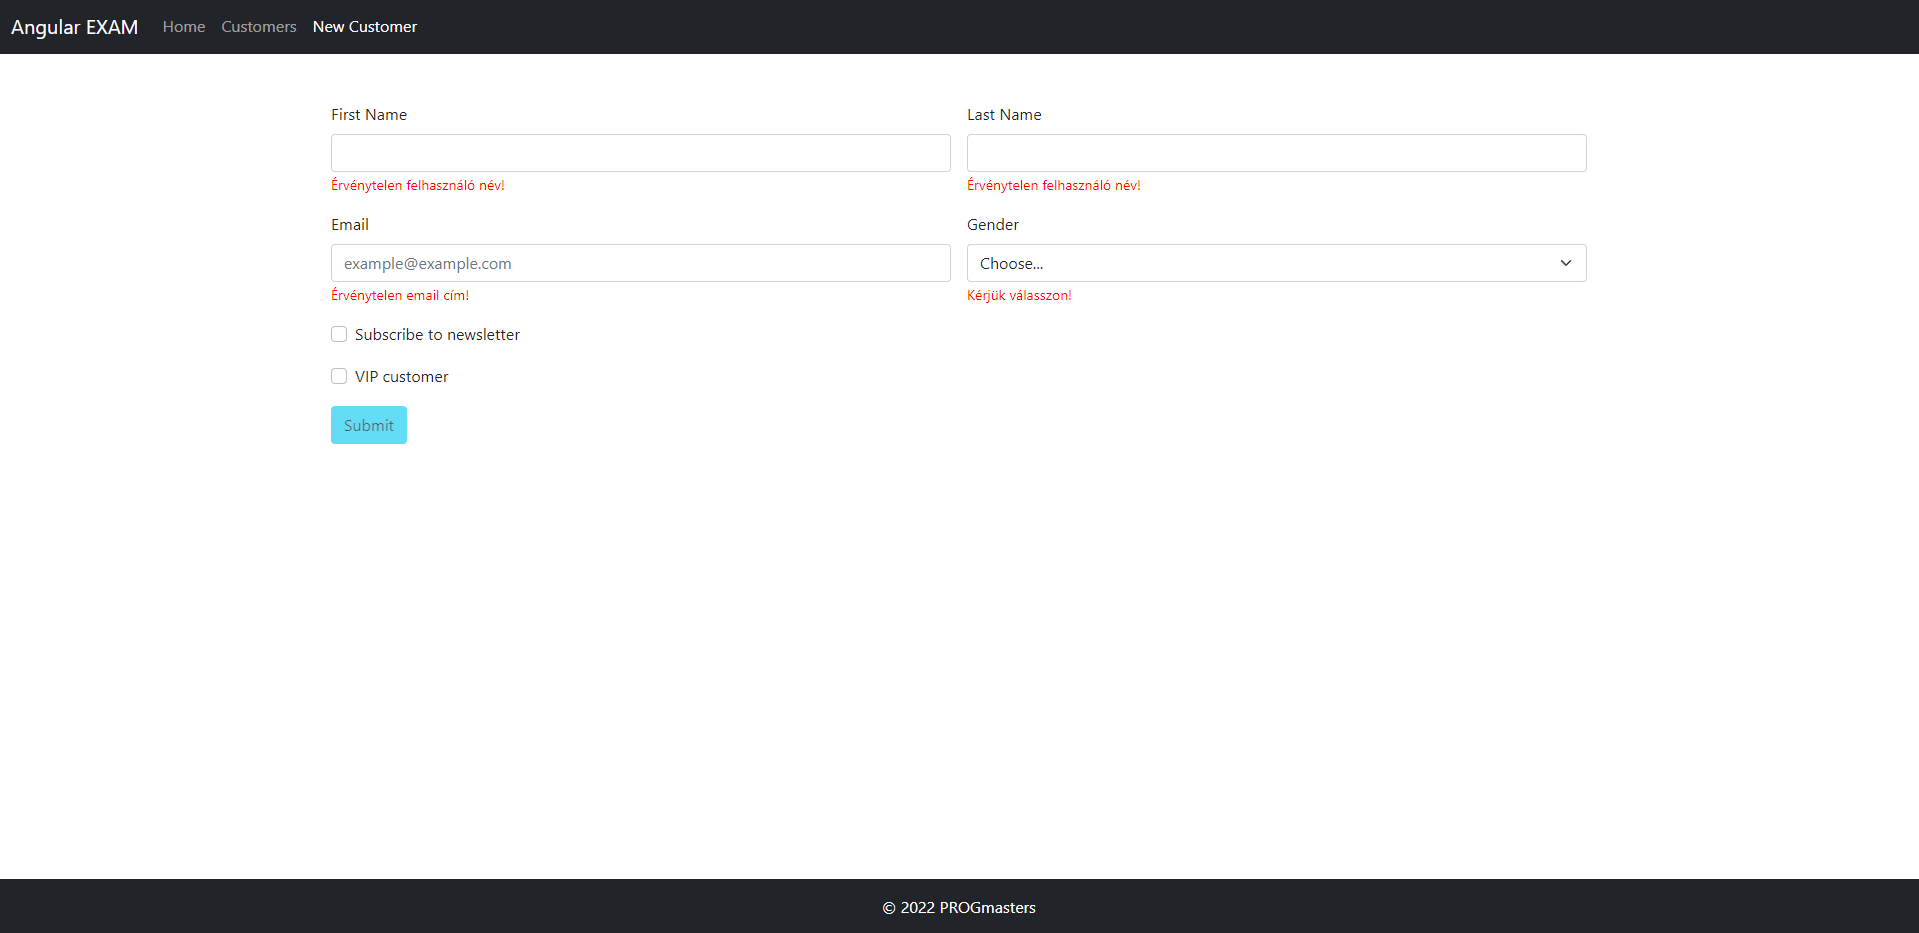 Angular EXAM Home Customers New Customer
First Name Last Name
Érvénytelen felhasználó név! Érvénytelen felhasználó név!
Email Gender
example@example.com Choose...
Érvénytelen email cím! Kérjük válasszon!
Subscribe to newsletter
VIP customer
Submit
© 2022 PROGmasters